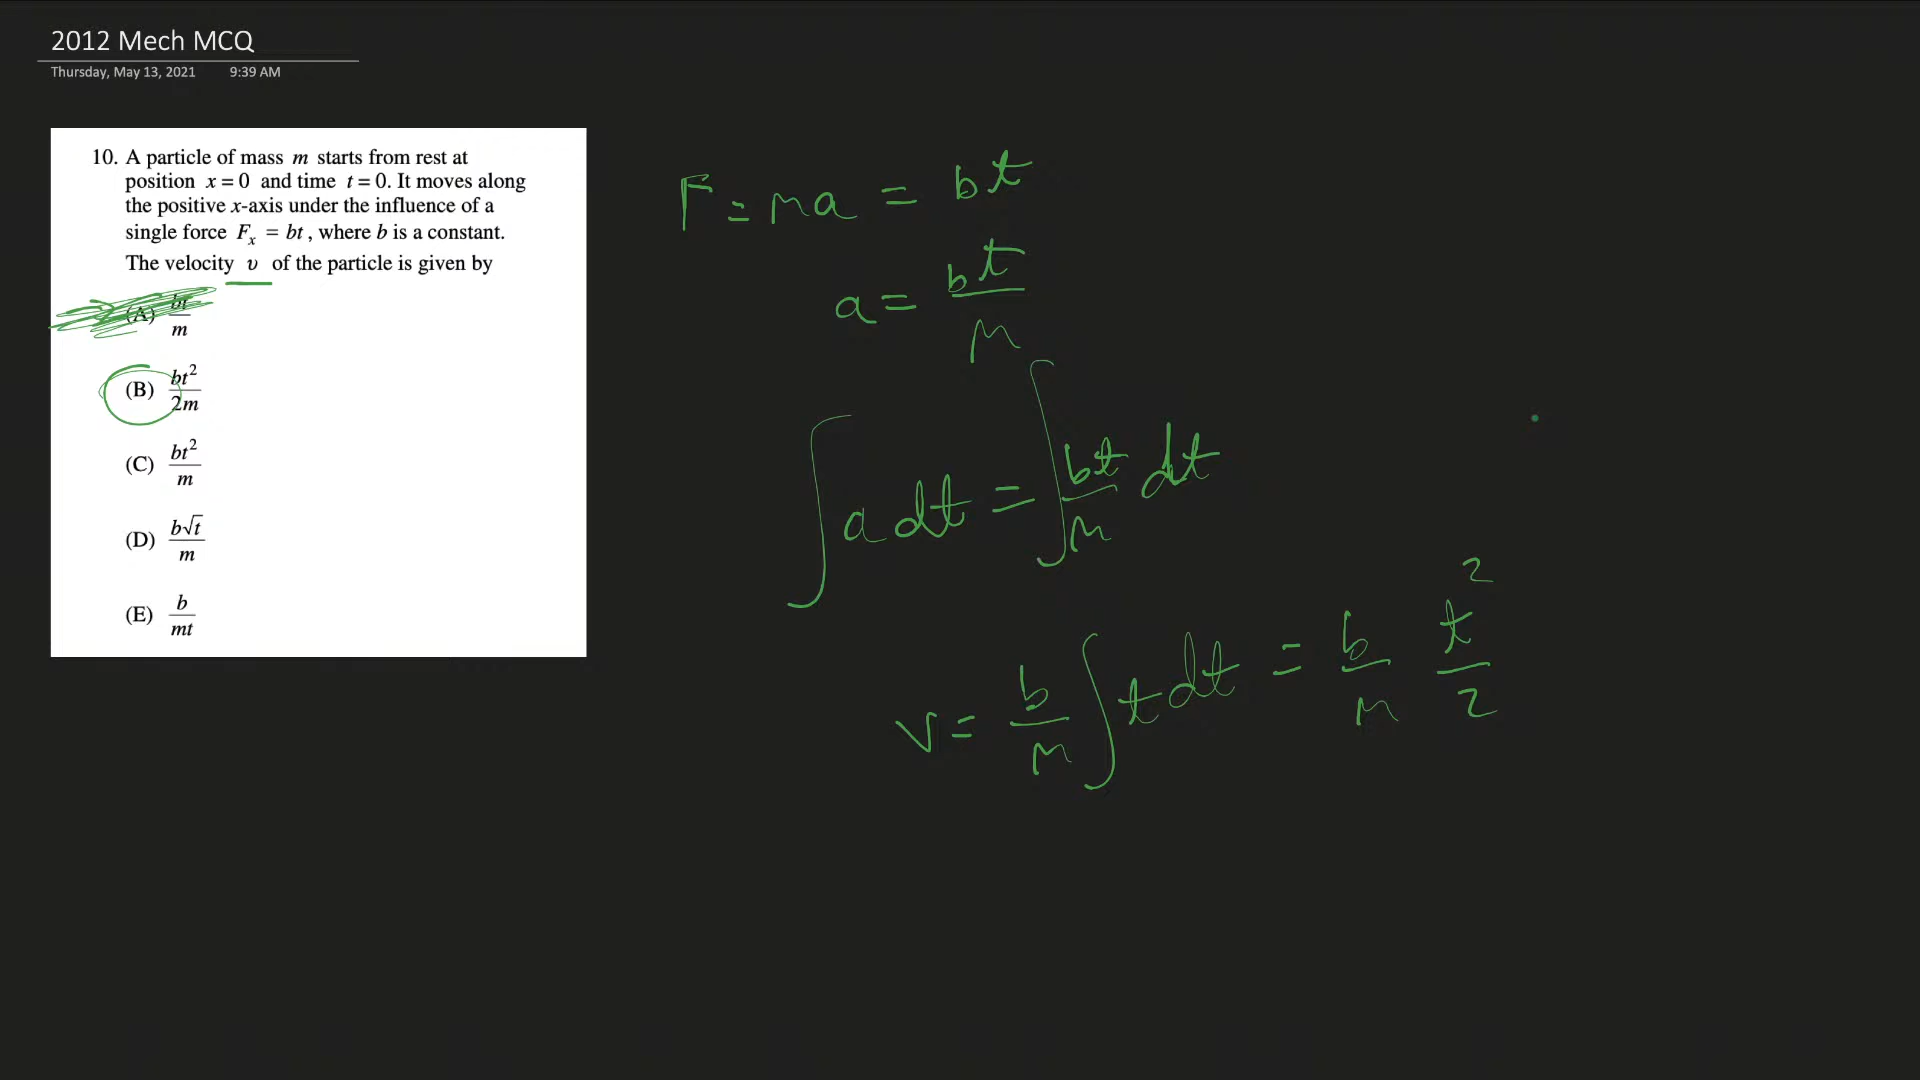 2012 Mech MCQ
Thursday, May 13, 2021 9:39 AM
10. A particle of mass m starts from rest at
position x = 0 and time t = 0. It moves along
the positive x-axis under the influence of a
single force Fₓ = bt, where b is a constant.
The velocity υ of the particle is given by
(A) bt/m
(B) bt²/2m
(C) bt²/m
(D) b√t/m
(E) b/mt
F = ma = bt
a = bt/m
∫ a dt = ∫ bt/m dt
v = b/m ∫ t dt = b/m t²/2